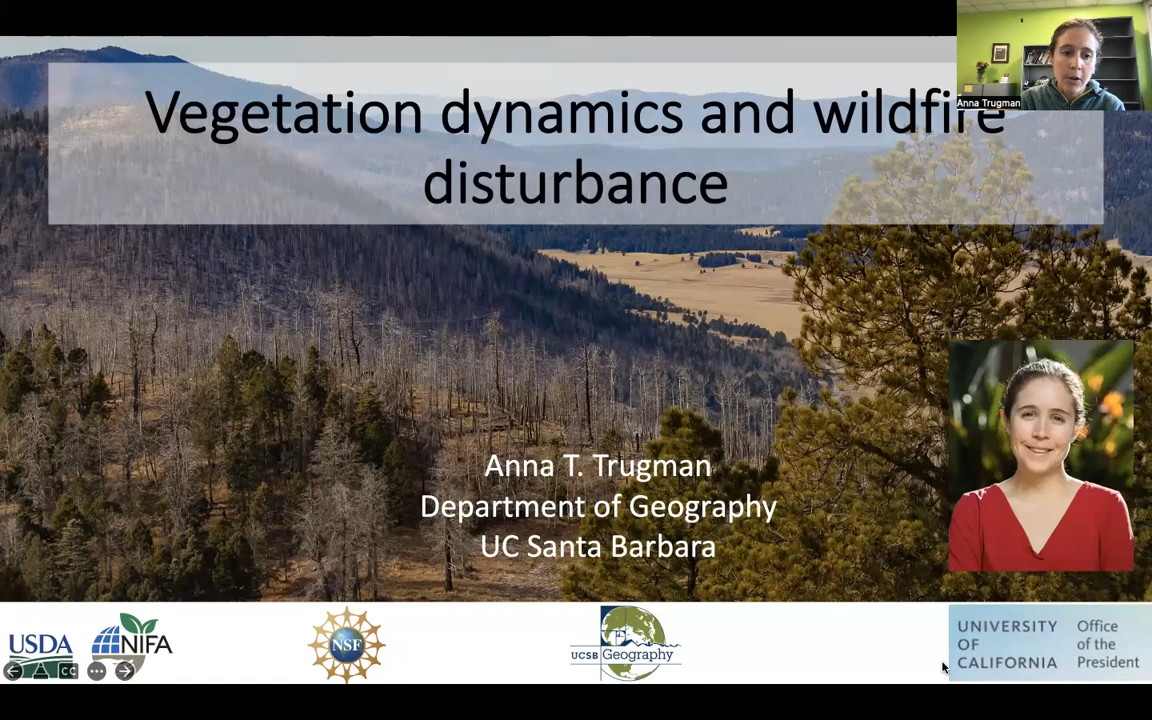 Vegetation dynamics and wildfire
disturbance
Anna Trugman
Anna T. Trugman
Department of Geography
UC Santa Barbara
USDA
NIFA
NSF
UCSB Geography
UNIVERSITY
OF
CALIFORNIA
Office
of the
President
CC